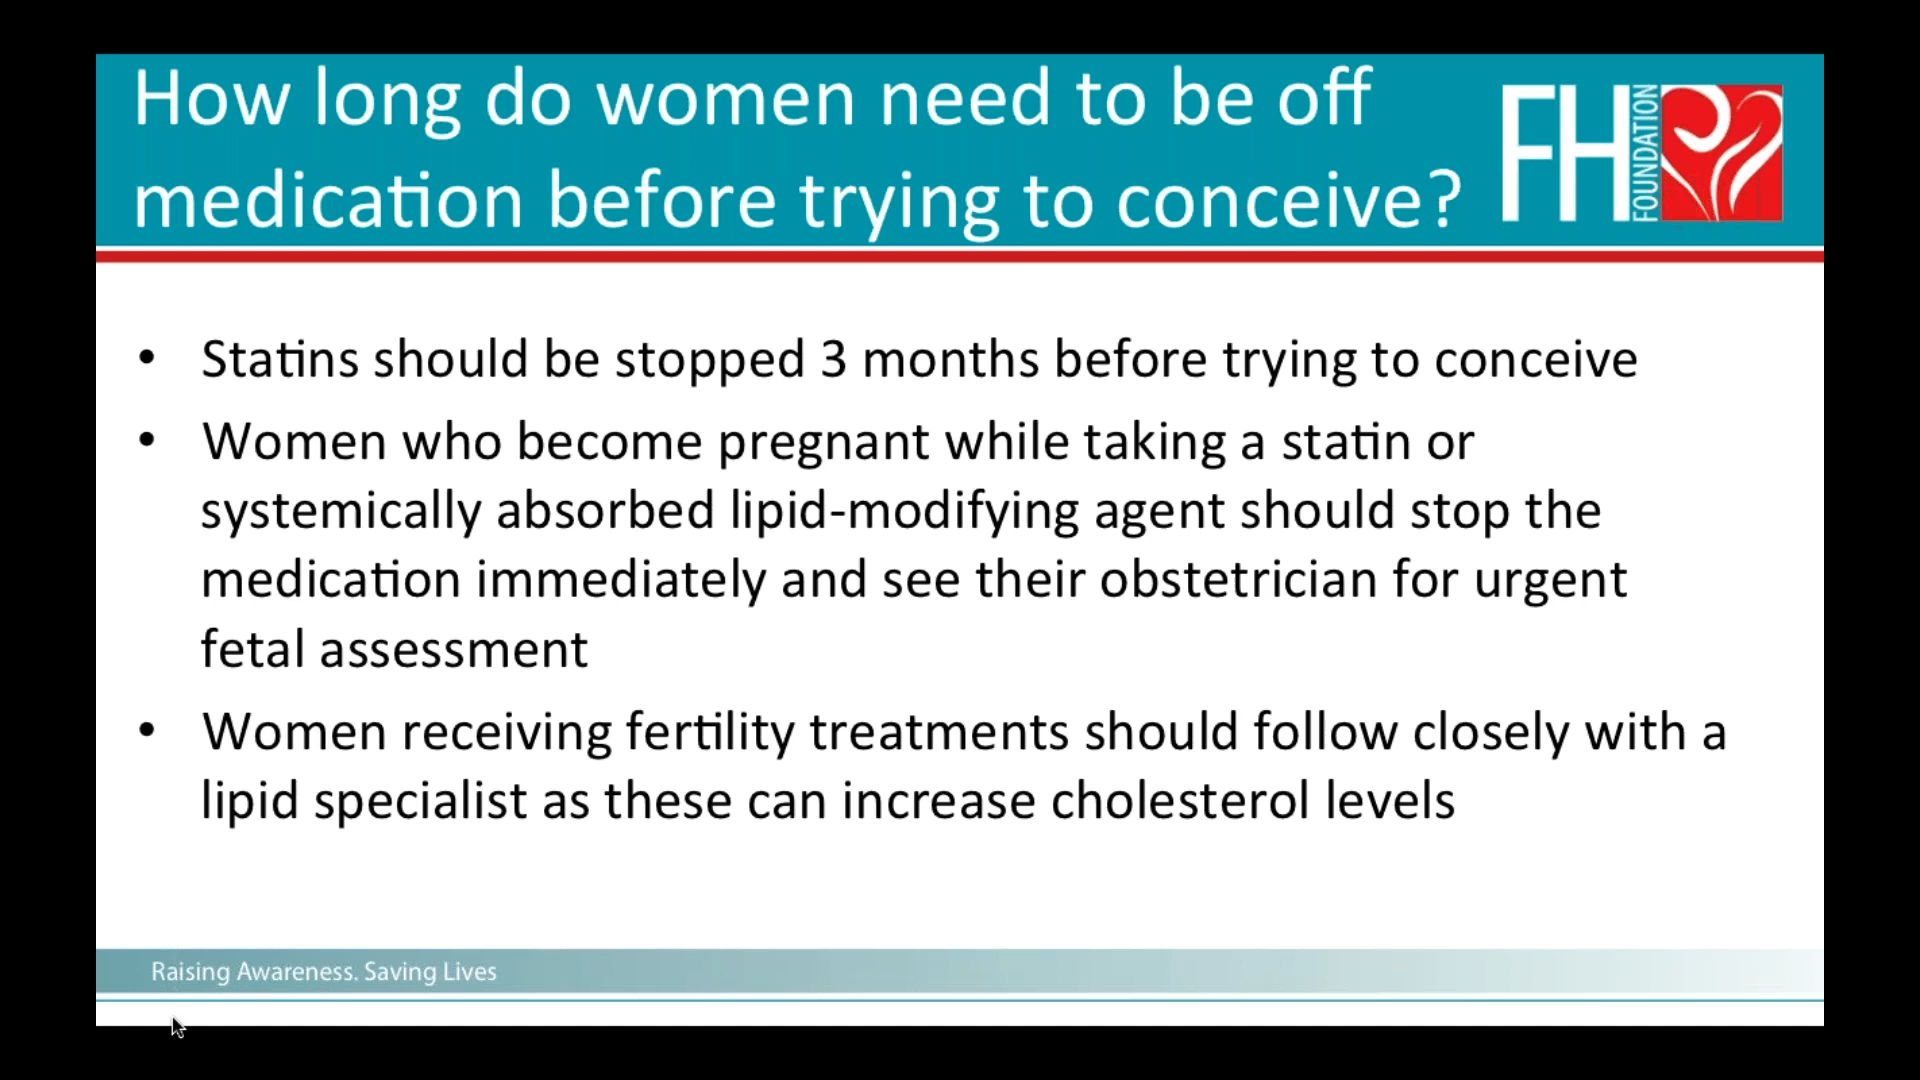 How long do women need to be off
medication before trying to conceive?
FH
FOUNDATION
• Statins should be stopped 3 months before trying to conceive
• Women who become pregnant while taking a statin or
systemically absorbed lipid-modifying agent should stop the
medication immediately and see their obstetrician for urgent
fetal assessment
• Women receiving fertility treatments should follow closely with a
lipid specialist as these can increase cholesterol levels
Raising Awareness. Saving Lives